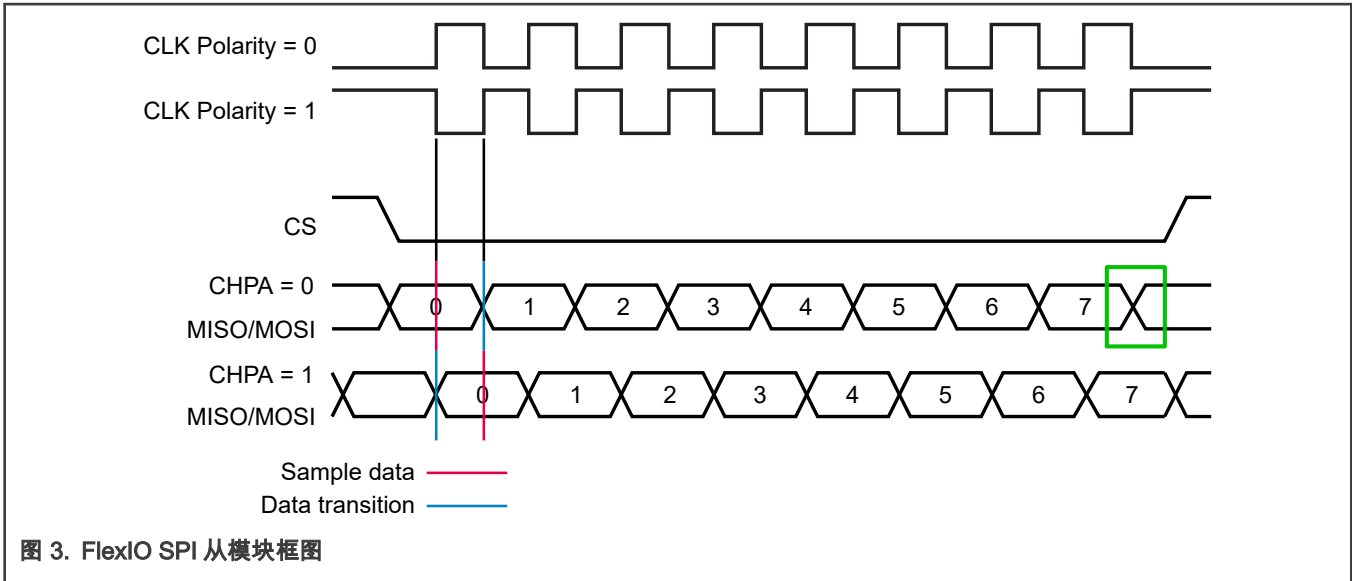 CLK Polarity = 0
CLK Polarity = 1
CS
CHPA = 0
MISO/MOSI
0 1 2 3 4 5 6 7
CHPA = 1
MISO/MOSI
0 1 2 3 4 5 6 7
Sample data
Data transition
图 3. FlexIO SPI 从模块框图